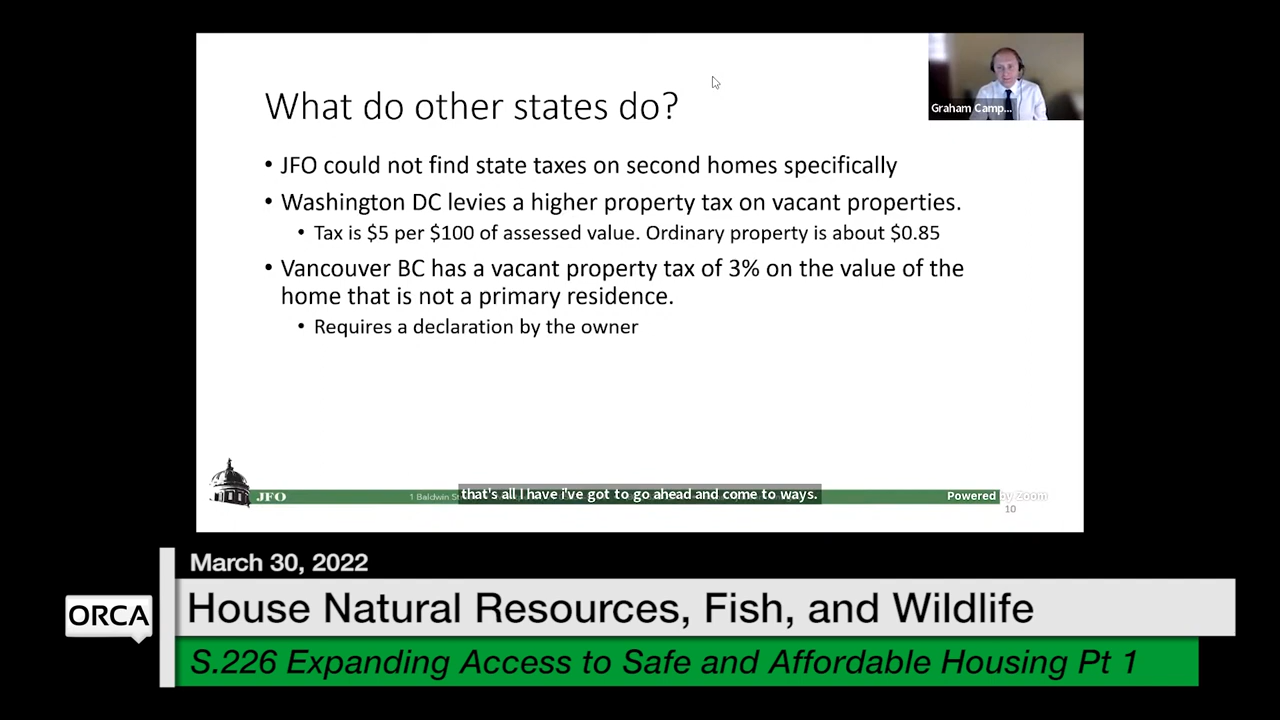 What do other states do?
Graham Camp...
• JFO could not find state taxes on second homes specifically
• Washington DC levies a higher property tax on vacant properties.
• Tax is $5 per $100 of assessed value. Ordinary property is about $0.85
• Vancouver BC has a vacant property tax of 3% on the value of the
home that is not a primary residence.
• Requires a declaration by the owner
JFO
1 Baldwin
that's all I have i've got to go ahead and come to ways.
Powered by Zoom
10
March 30, 2022
ORCA
House Natural Resources, Fish, and Wildlife
S.226 Expanding Access to Safe and Affordable Housing Pt 1